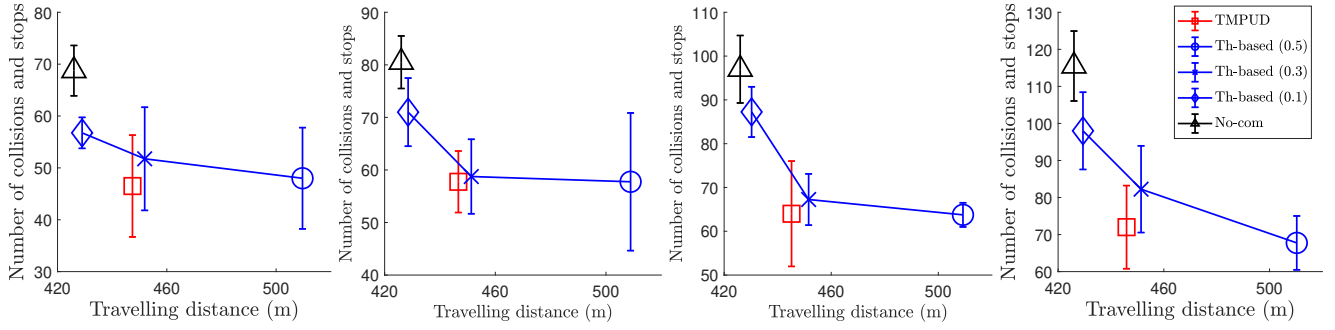 Number of collisions and stops
80
70
60
50
40
30
420 460 500
Travelling distance (m)
Number of collisions and stops
90
80
70
60
50
40
420 460 500
Travelling distance (m)
Number of collisions and stops
110
100
90
80
70
60
50
420 460 500
Travelling distance (m)
Number of collisions and stops
130
120
110
100
90
80
70
60
420 460 500
Travelling distance (m)
TMPUD
Th-based (0.5)
Th-based (0.3)
Th-based (0.1)
No-com